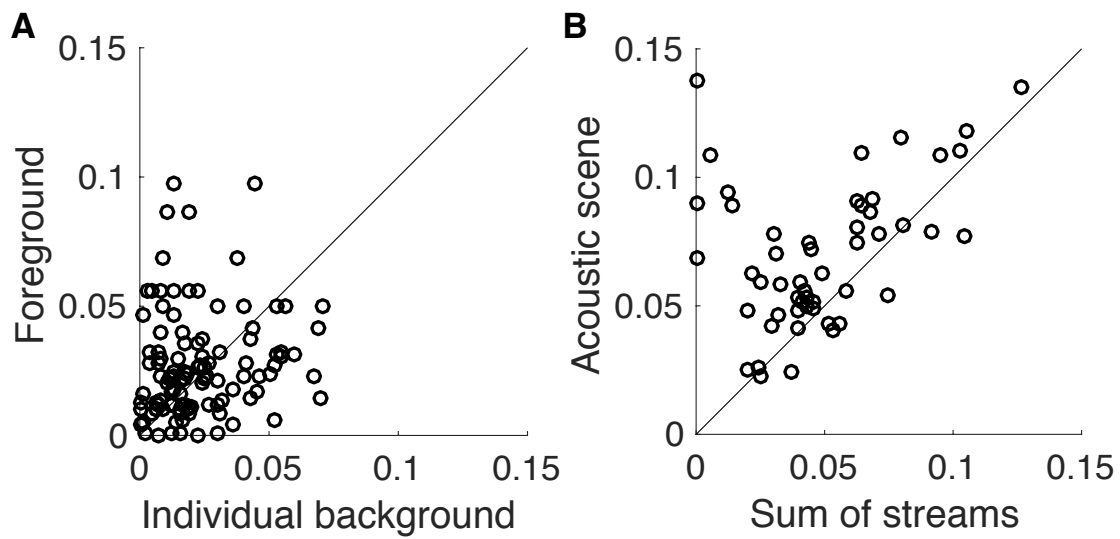 A
0.15
0.1
0.05
0
Foreground
0 0.05 0.1 0.15
Individual background
B
0.15
0.1
0.05
0
Acoustic scene
0 0.05 0.1 0.15
Sum of streams